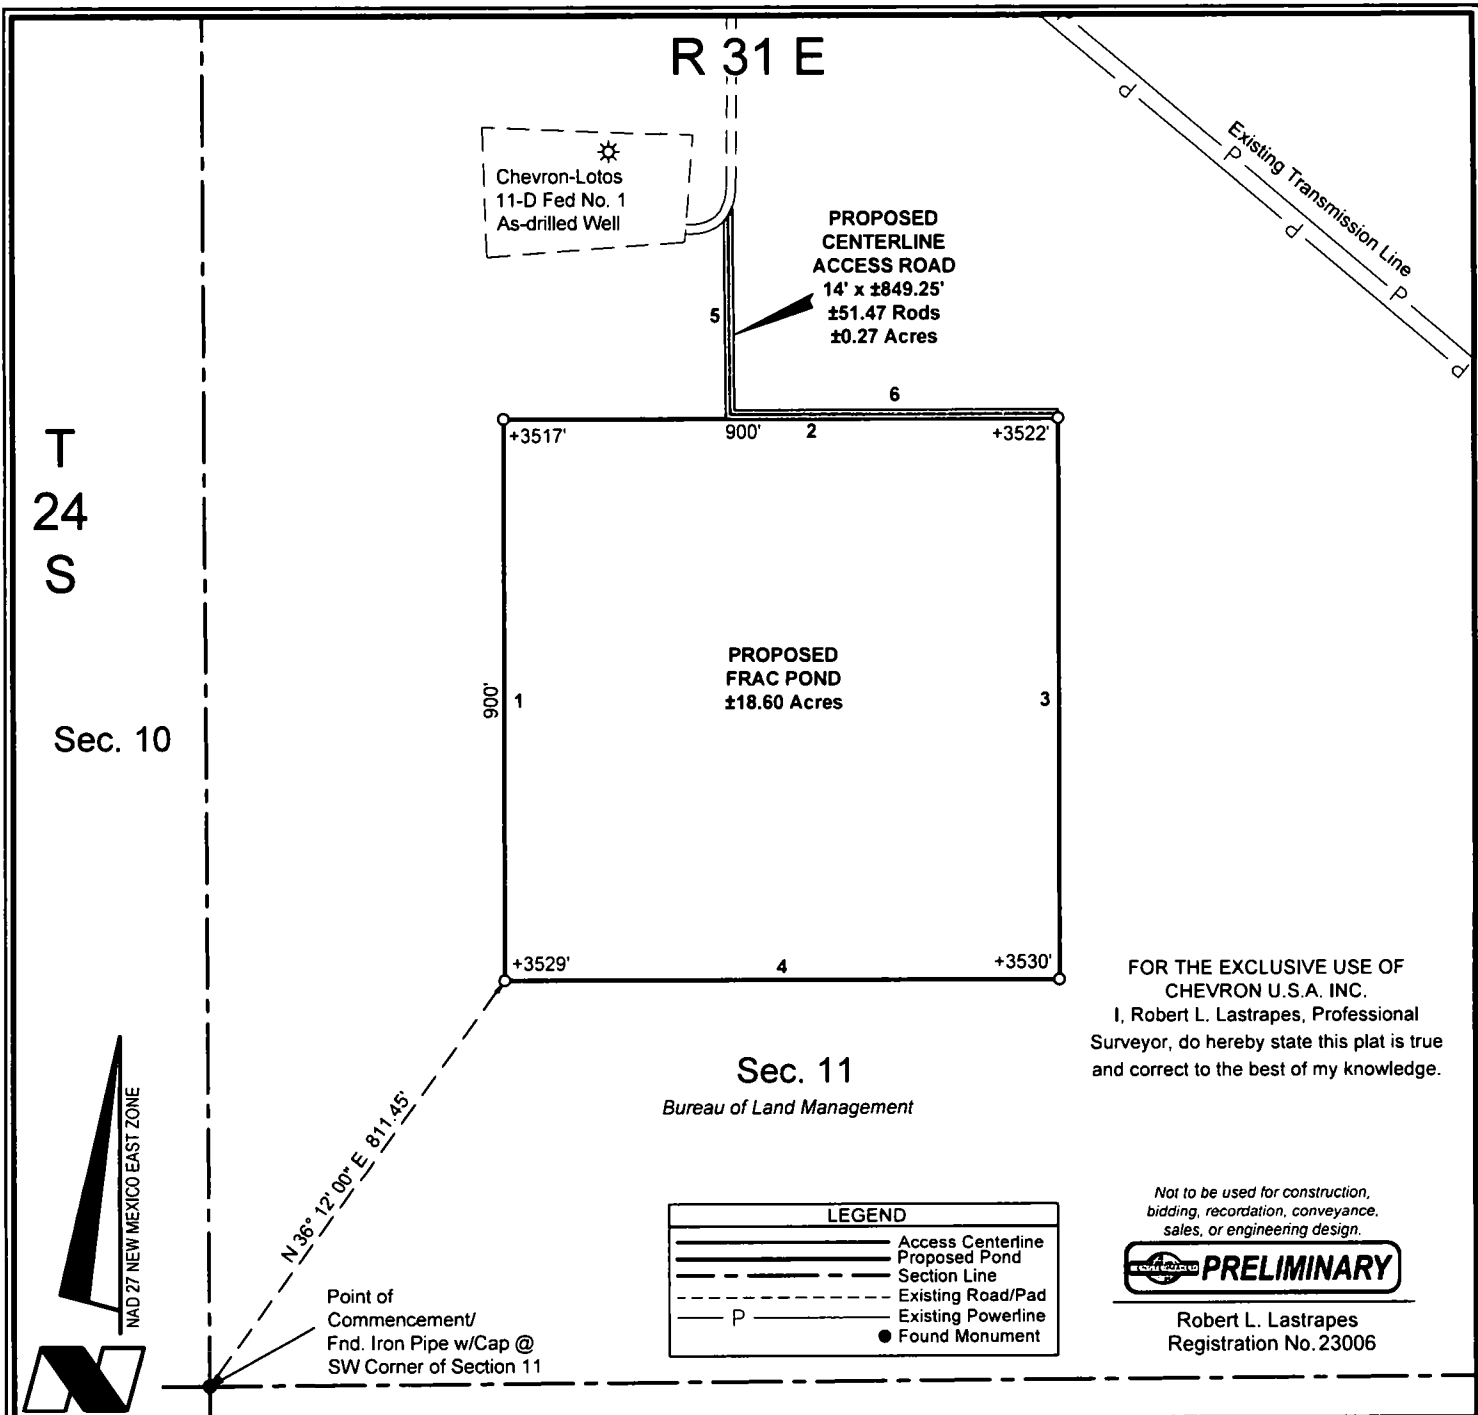 R 31 E
Chevron-Lotos
11-D Fed No. 1
As-drilled Well
Existing Transmission Line
P
P
d
d
d
PROPOSED
CENTERLINE
ACCESS ROAD
14' x ±849.25'
±51.47 Rods
±0.27 Acres
5
6
+3517'
900'
2
+3522'
T
24
S
Sec. 10
900'
1
PROPOSED
FRAC POND
±18.60 Acres
3
+3529'
4
+3530'
FOR THE EXCLUSIVE USE OF
CHEVRON U.S.A. INC.
I, Robert L. Lastrapes, Professional
Surveyor, do hereby state this plat is true
and correct to the best of my knowledge.
Sec. 11
Bureau of Land Management
N 36° 12' 00" E 811.45'
NAD 27 NEW MEXICO EAST ZONE
N
Point of
Commencement/
Fnd. Iron Pipe w/Cap @
SW Corner of Section 11
LEGEND
Access Centerline
Proposed Pond
Section Line
Existing Road/Pad
P Existing Powerline
Found Monument
Not to be used for construction,
bidding, recordation, conveyance,
sales, or engineering design.
PRELIMINARY
Robert L. Lastrapes
Registration No. 23006